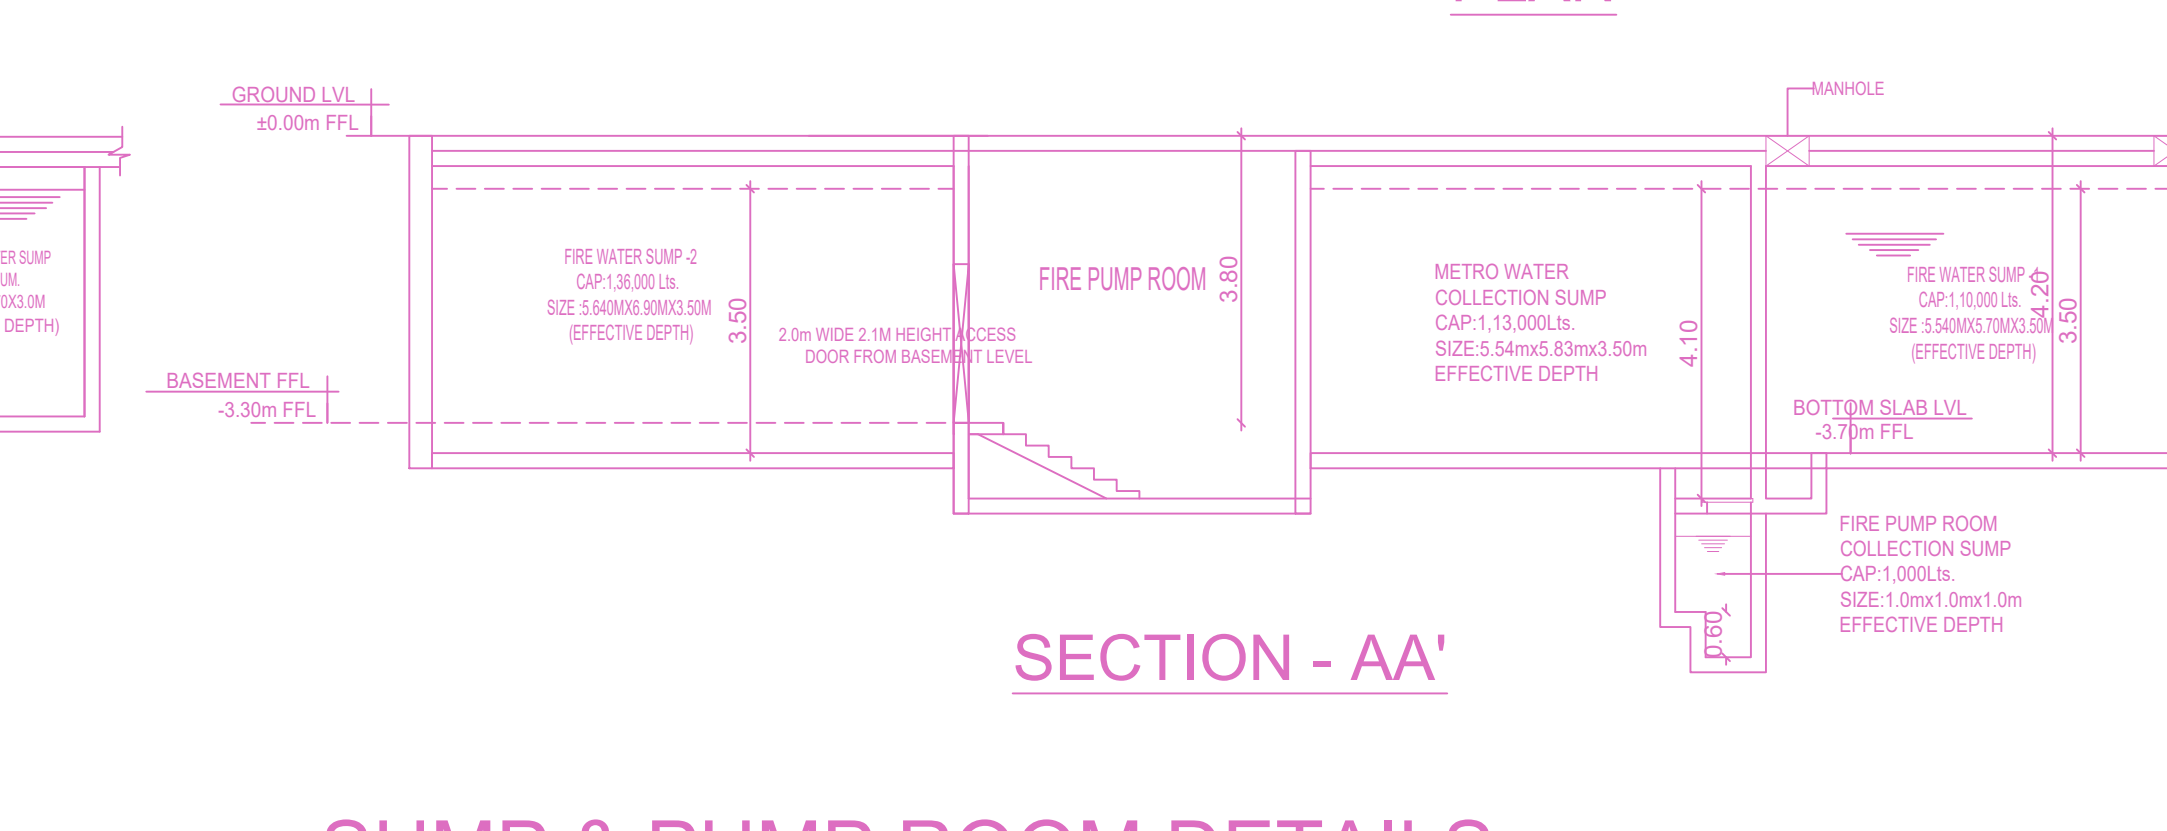 GROUND LVL
±0.00m FFL
MANHOLE
ER SUMP
UM.
0X3.0M
DEPTH)
FIRE WATER SUMP -2
CAP:1,36,000 Lts.
SIZE :5.640MX6.90MX3.50M
(EFFECTIVE DEPTH)
3.50
2.0m WIDE 2.1M HEIGHT ACCESS
DOOR FROM BASEMENT LEVEL
FIRE PUMP ROOM
3.80
METRO WATER
COLLECTION SUMP
CAP:1,13,000Lts.
SIZE:5.54mx5.83mx3.50m
EFFECTIVE DEPTH
4.10
FIRE WATER SUMP -1
CAP:1,10,000 Lts.
SIZE :5.540MX5.70MX3.50M
(EFFECTIVE DEPTH)
4.20
3.50
BASEMENT FFL
-3.30m FFL
BOTTOM SLAB LVL
-3.70m FFL
FIRE PUMP ROOM
COLLECTION SUMP
CAP:1,000Lts.
SIZE:1.0mx1.0mx1.0m
EFFECTIVE DEPTH
0.60
SECTION - AA'
SUMP & PUMP ROOM DETAILS